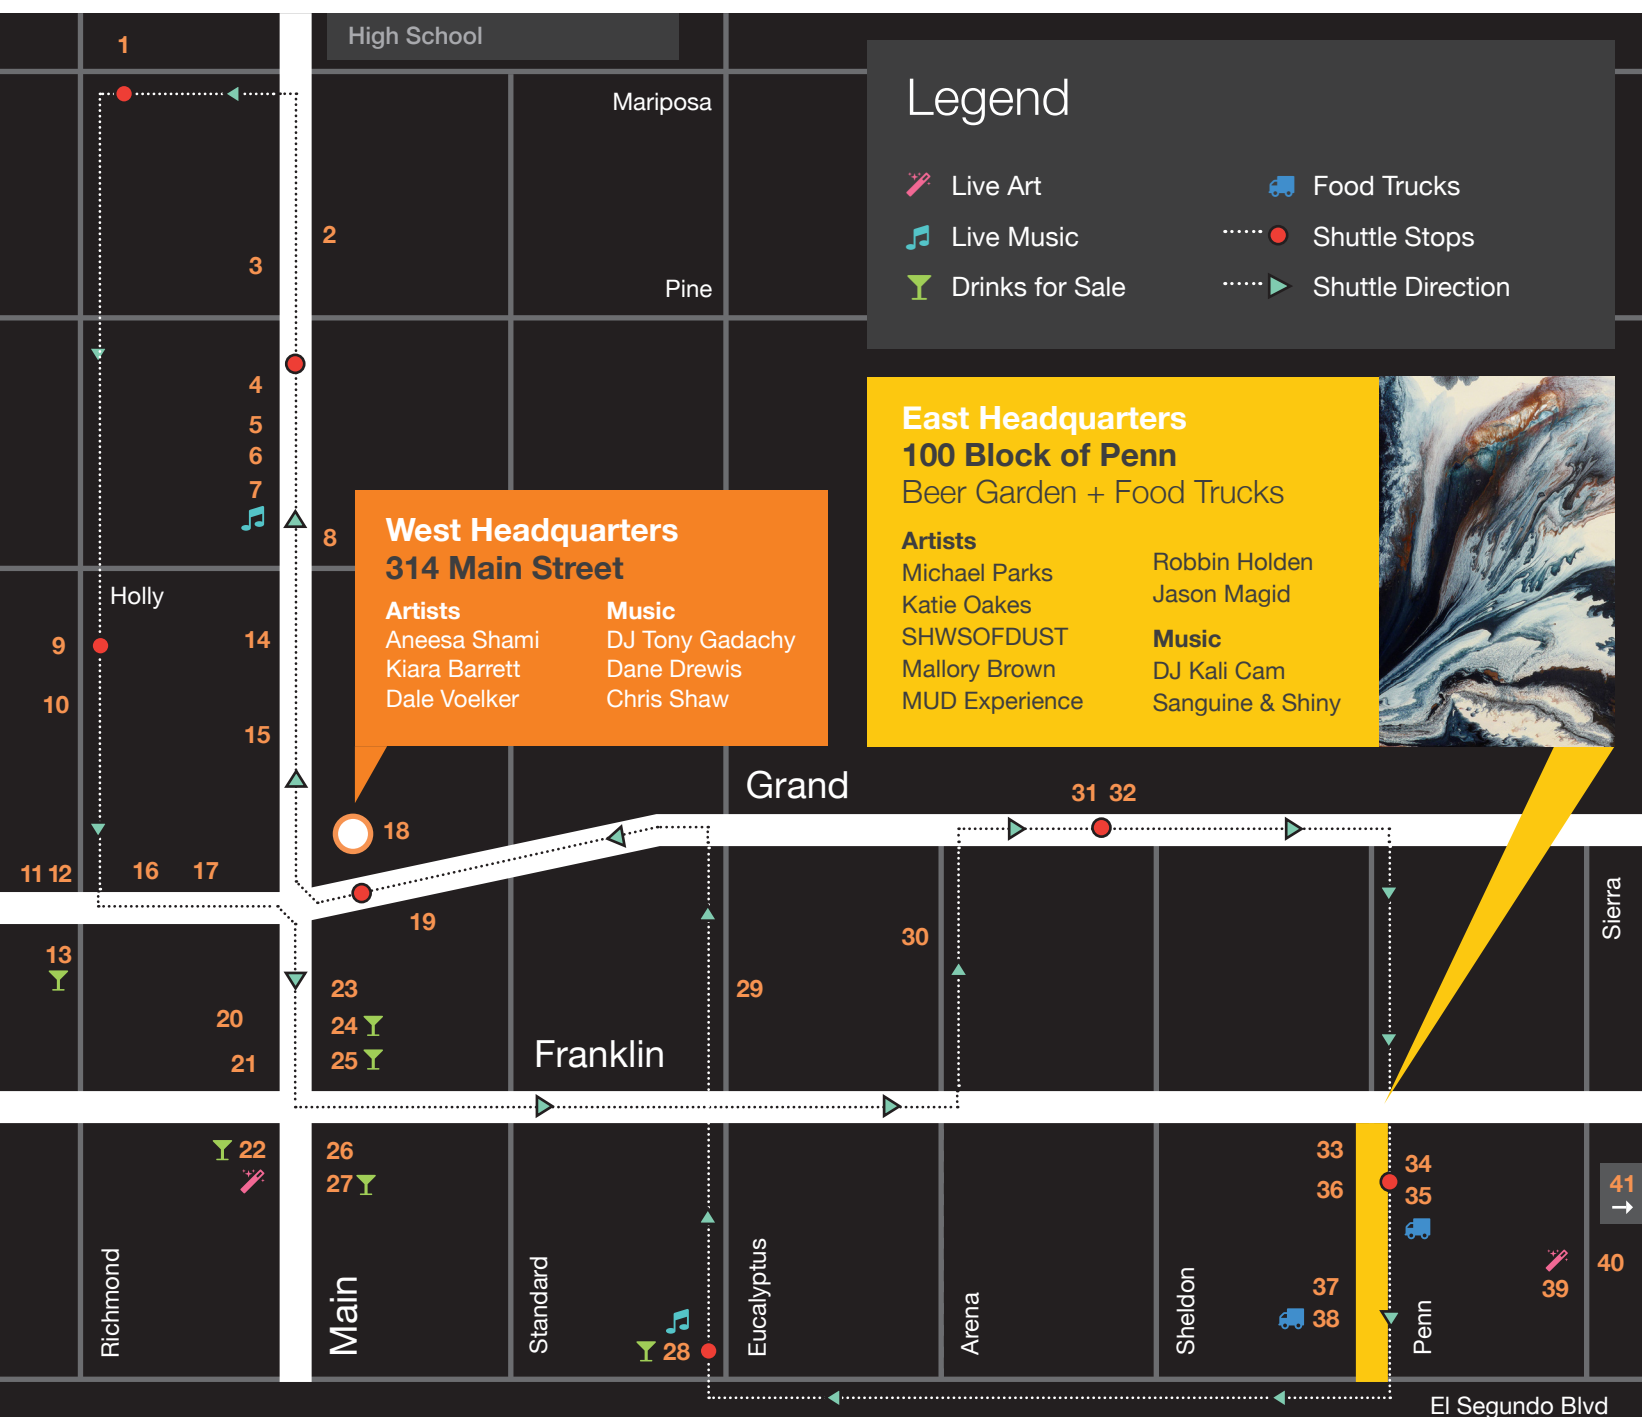 High School
1
Mariposa
Legend
Live Art
Food Trucks
Live Music
Shuttle Stops
Drinks for Sale
Shuttle Direction
2
3
Pine
4
5
6
7
8
West Headquarters
314 Main Street
Artists
Aneesa Shami
Kiara Barrett
Dale Voelker
Music
DJ Tony Gadachy
Dane Drewis
Chris Shaw
East Headquarters
100 Block of Penn
Beer Garden + Food Trucks
Artists
Michael Parks
Katie Oakes
SHWSOFDUST
Mallory Brown
MUD Experience
Robbin Holden
Jason Magid
Music
DJ Kali Cam
Sanguine & Shiny
Holly
9
14
10
15
Grand
31 32
18
11 12
16
17
19
30
Sierra
13
23
29
20
24
21
25
Franklin
22
26
27
33
34
36
35
41
→
40
37
39
38
28
Richmond
Main
Standard
Eucalyptus
Arena
Sheldon
Penn
El Segundo Blvd